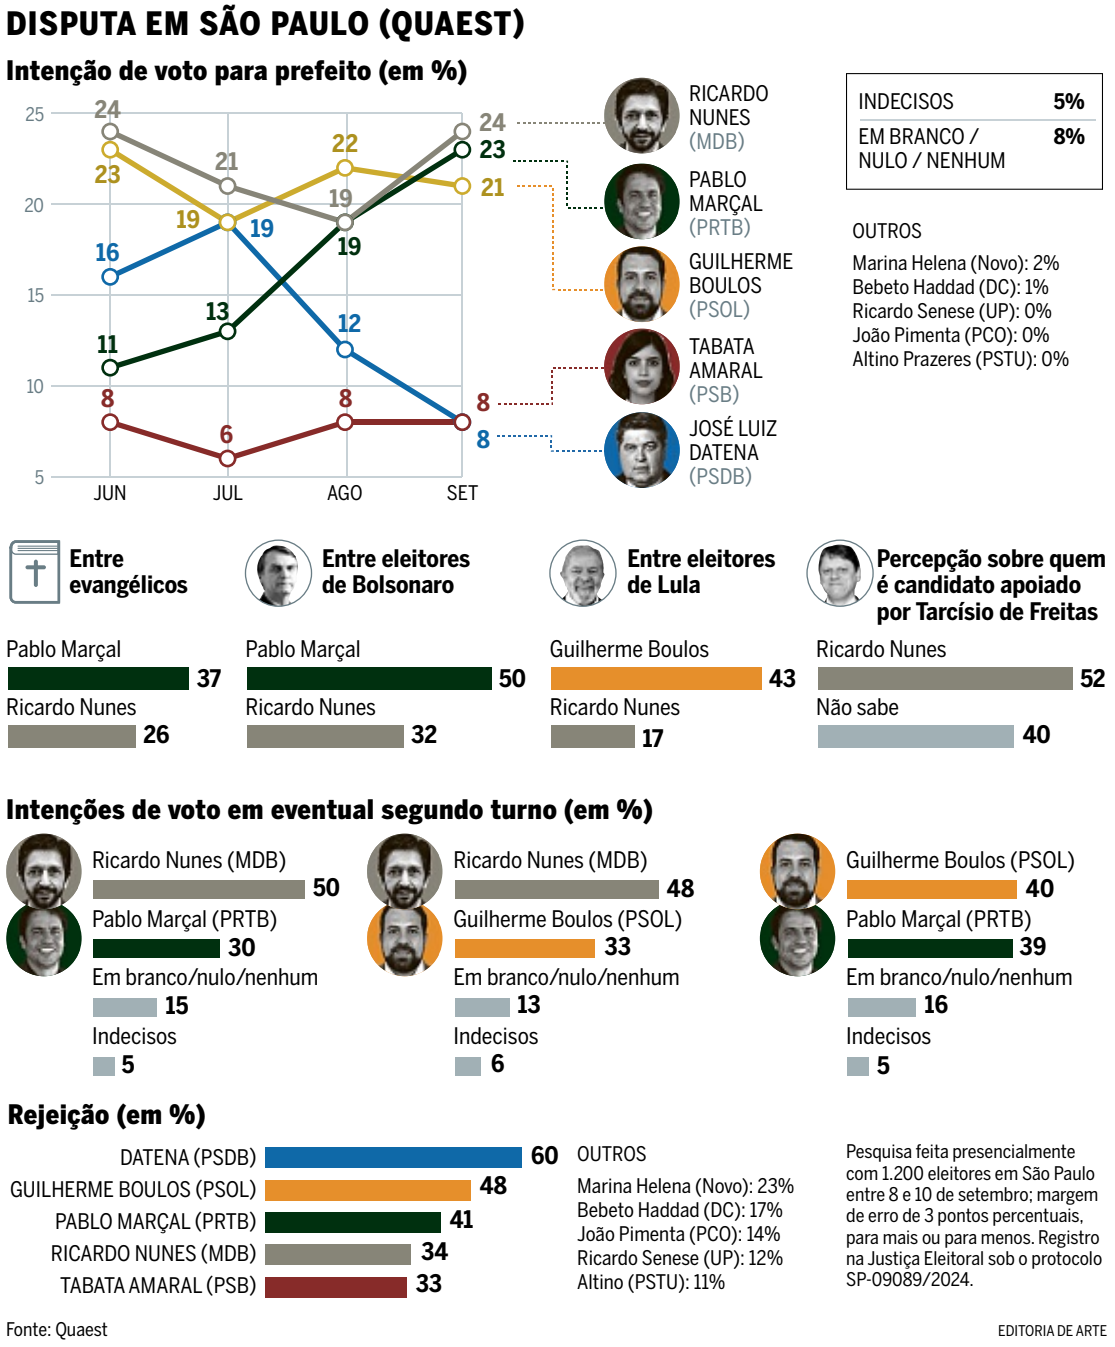 DISPUTA EM SÃO PAULO (QUAEST)
Intenção de voto para prefeito (em %)
25
20
15
10
5
24
21
19
24
23
19
22
21
16
19
12
8
11
13
19
23
8
6
8
8
JUN
JUL
AGO
SET
RICARDO
NUNES
(MDB)
PABLO
MARÇAL
(PRTB)
GUILHERME
BOULOS
(PSOL)
TABATA
AMARAL
(PSB)
JOSÉ LUIZ
DATENA
(PSDB)
INDECISOS 5%
EM BRANCO / 8%
NULO / NENHUM
OUTROS
Marina Helena (Novo): 2%
Bebeto Haddad (DC): 1%
Ricardo Senese (UP): 0%
João Pimenta (PCO): 0%
Altino Prazeres (PSTU): 0%
Entre
evangélicos
Pablo Marçal
37
Ricardo Nunes
26
Entre eleitores
de Bolsonaro
Pablo Marçal
50
Ricardo Nunes
32
Entre eleitores
de Lula
Guilherme Boulos
43
Ricardo Nunes
17
Percepção sobre quem
é candidato apoiado
por Tarcísio de Freitas
Ricardo Nunes
52
Não sabe
40
Intenções de voto em eventual segundo turno (em %)
Ricardo Nunes (MDB)
50
Pablo Marçal (PRTB)
30
Em branco/nulo/nenhum
15
Indecisos
5
Ricardo Nunes (MDB)
48
Guilherme Boulos (PSOL)
33
Em branco/nulo/nenhum
13
Indecisos
6
Guilherme Boulos (PSOL)
40
Pablo Marçal (PRTB)
39
Em branco/nulo/nenhum
16
Indecisos
5
Rejeição (em %)
DATENA (PSDB) 60
GUILHERME BOULOS (PSOL) 48
PABLO MARÇAL (PRTB) 41
RICARDO NUNES (MDB) 34
TABATA AMARAL (PSB) 33
OUTROS
Marina Helena (Novo): 23%
Bebeto Haddad (DC): 17%
João Pimenta (PCO): 14%
Ricardo Senese (UP): 12%
Altino (PSTU): 11%
Pesquisa feita presencialmente
com 1.200 eleitores em São Paulo
entre 8 e 10 de setembro; margem
de erro de 3 pontos percentuais,
para mais ou para menos. Registro
na Justiça Eleitoral sob o protocolo
SP-09089/2024.
Fonte: Quaest
EDITORIA DE ARTE